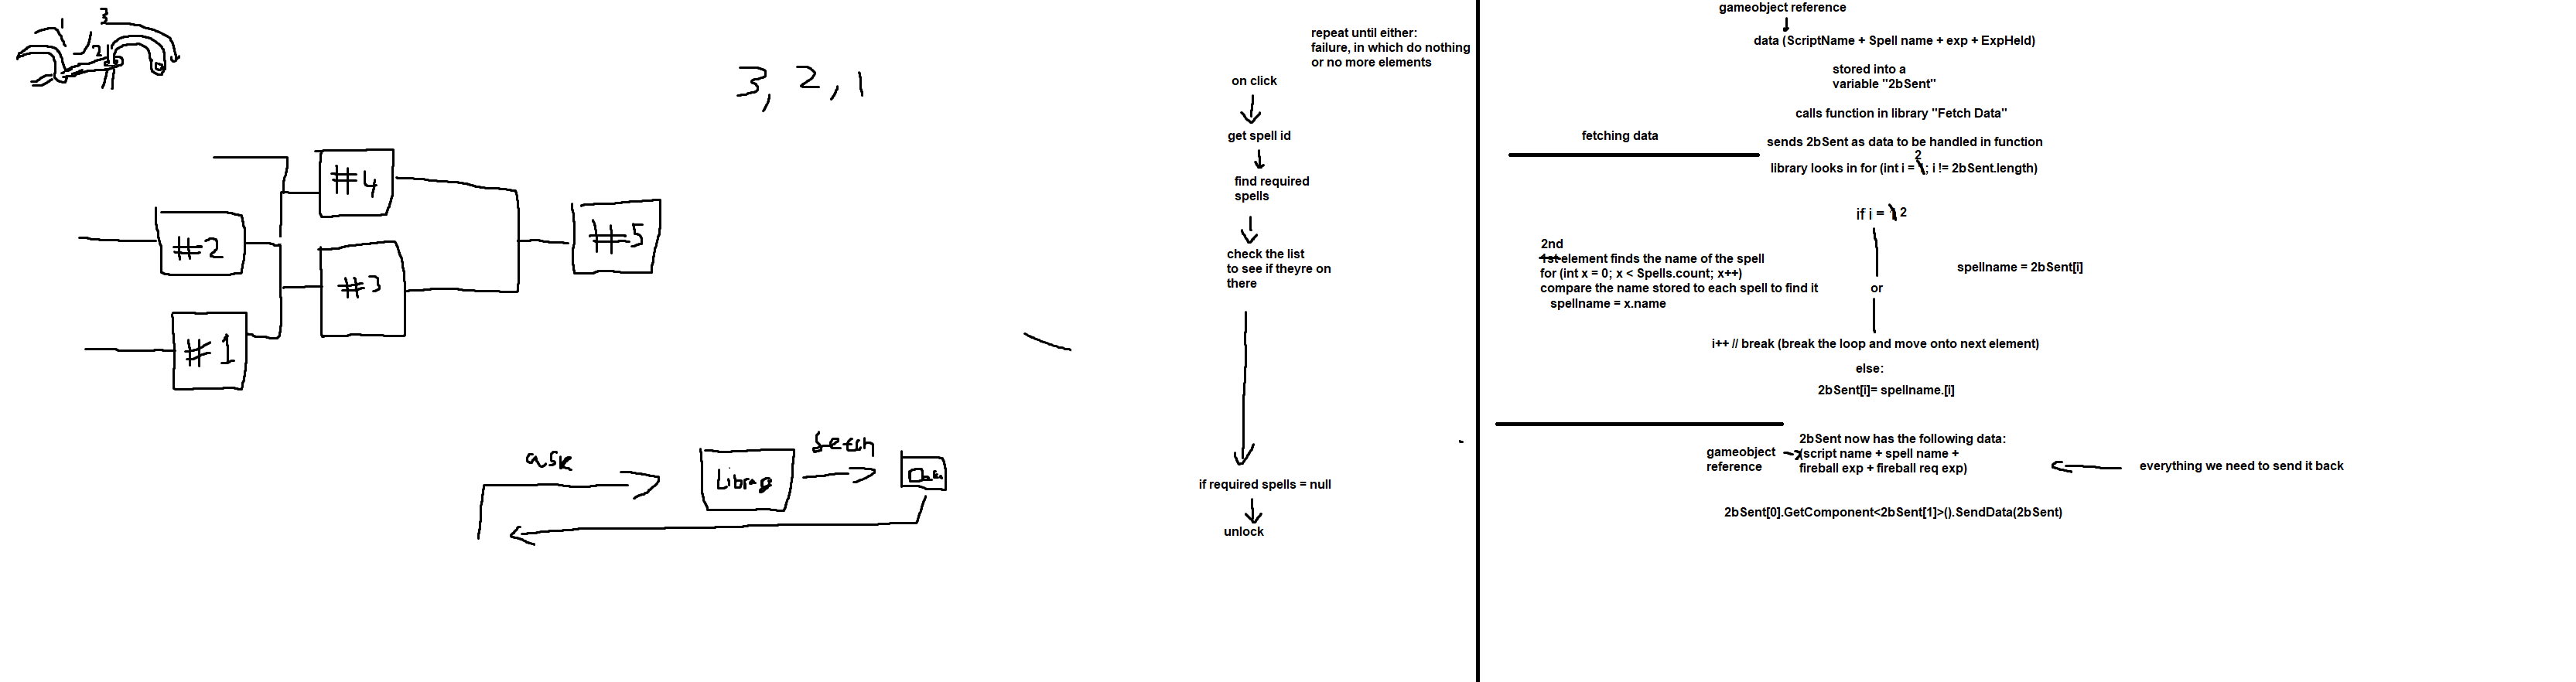 1
3
2
3, 2, 1
#4
#2
#5
#3
#1
ask
Library
fetch
Data
repeat until either:
failure, in which do nothing
or no more elements
on click
get spell id
find required
spells
check the list
to see if theyre on
there
if required spells = null
unlock
gameobject reference
data (ScriptName + Spell name + exp + ExpHeld)
stored into a
variable "2bSent"
calls function in library "Fetch Data"
fetching data
sends 2bSent as data to be handled in function
2
library looks in for (int i = 1; i != 2bSent.length)
if i = 1 2
2nd
1st element finds the name of the spell
for (int x = 0; x < Spells.count; x++)
compare the name stored to each spell to find it
spellname = x.name
spellname = 2bSent[i]
or
i++ // break (break the loop and move onto next element)
else:
2bSent[i]= spellname.[i]
2bSent now has the following data:
gameobject
reference
(script name + spell name +
fireball exp + fireball req exp)
everything we need to send it back
2bSent[0].GetComponent<2bSent[1]>().SendData(2bSent)